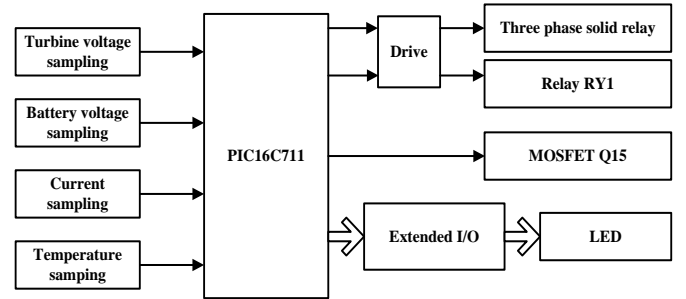 Turbine voltage
sampling
Battery voltage
sampling
Current
sampling
Temperature
samping
PIC16C711
Drive
Three phase solid relay
Relay RY1
MOSFET Q15
Extended I/O
LED